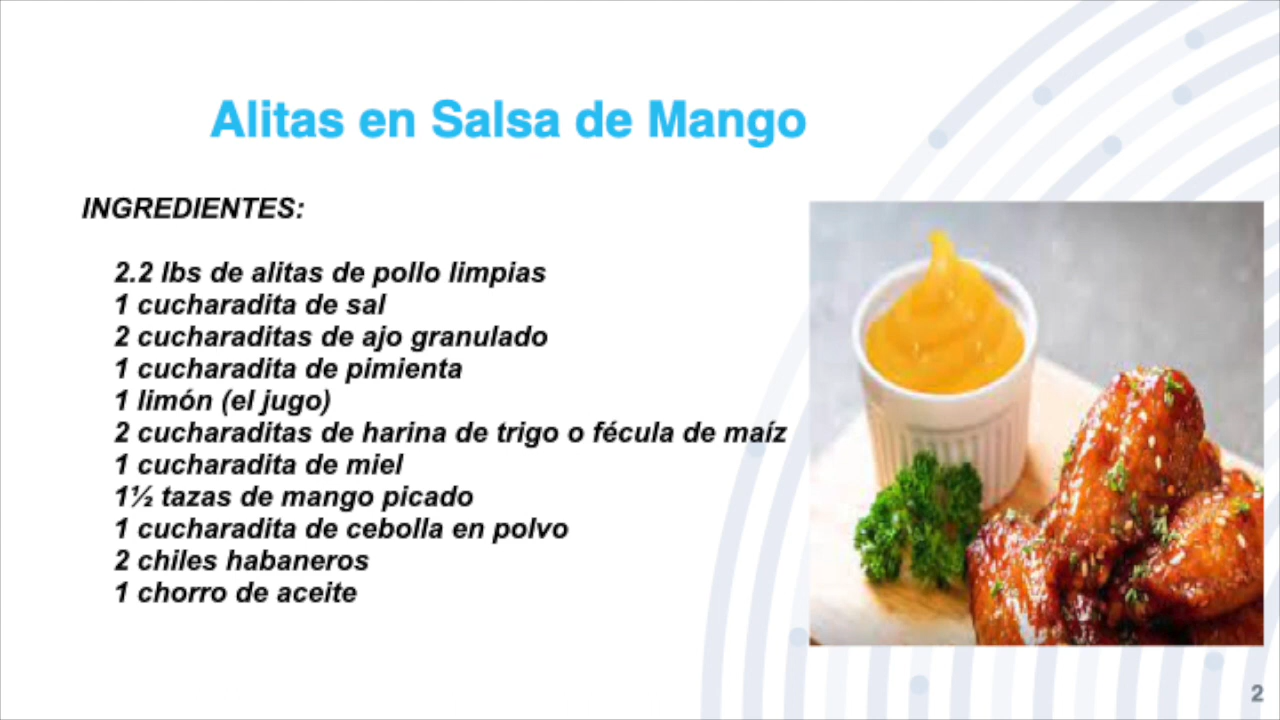 Alitas en Salsa de Mango
INGREDIENTES:
2.2 lbs de alitas de pollo limpias
1 cucharadita de sal
2 cucharaditas de ajo granulado
1 cucharadita de pimienta
1 limón (el jugo)
2 cucharaditas de harina de trigo o fécula de maíz
1 cucharadita de miel
1½ tazas de mango picado
1 cucharadita de cebolla en polvo
2 chiles habaneros
1 chorro de aceite
2